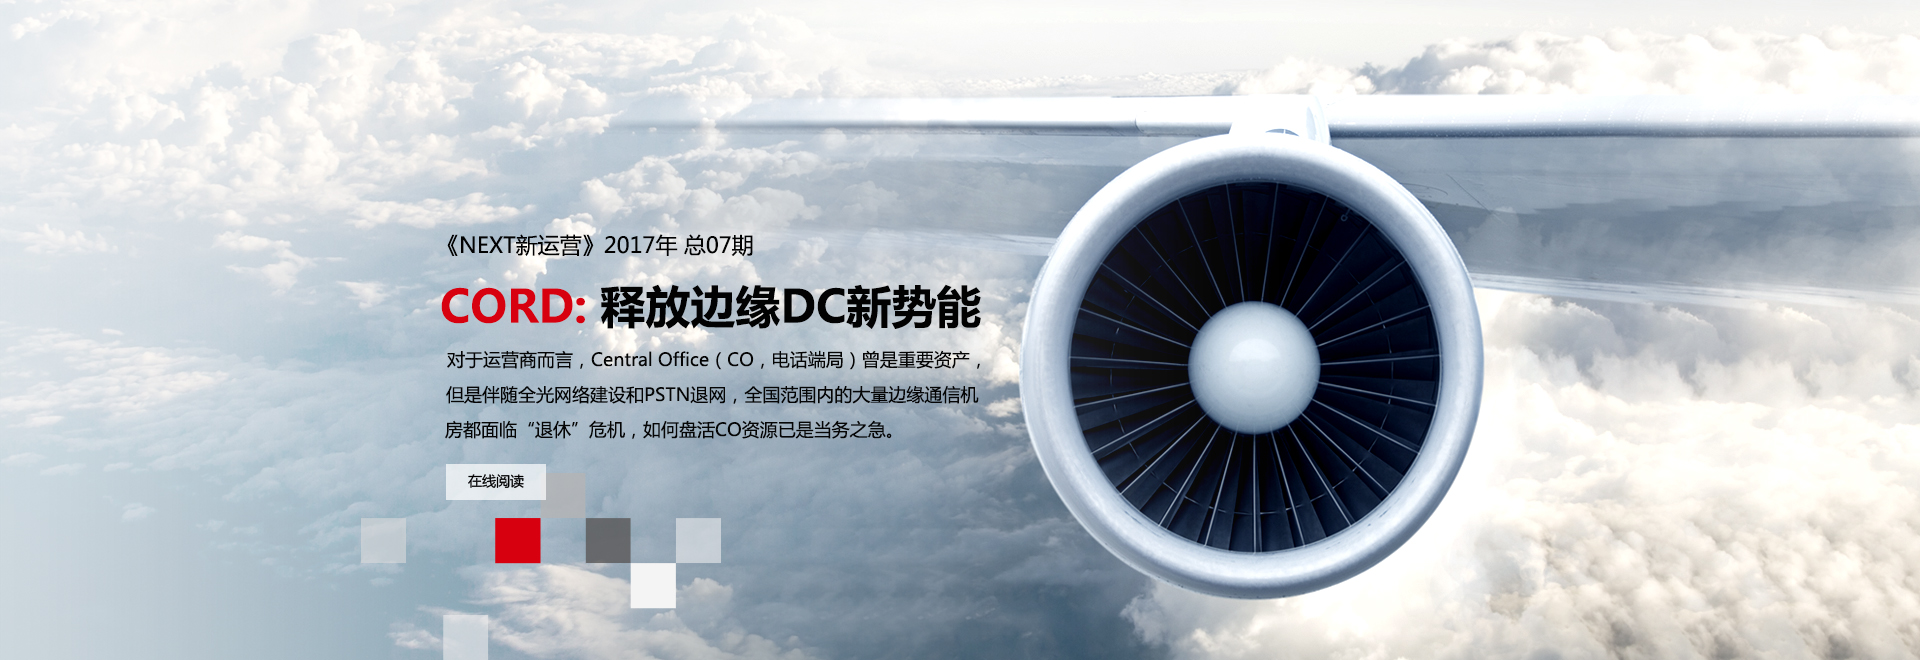 《NEXT新运营》2017年 总07期
CORD: 释放边缘DC新势能
对于运营商而言，Central Office（CO，电话端局）曾是重要资产，
但是伴随全光网络建设和PSTN退网，全国范围内的大量边缘通信机
房都面临“退休”危机，如何盘活CO资源已是当务之急。
在线阅读